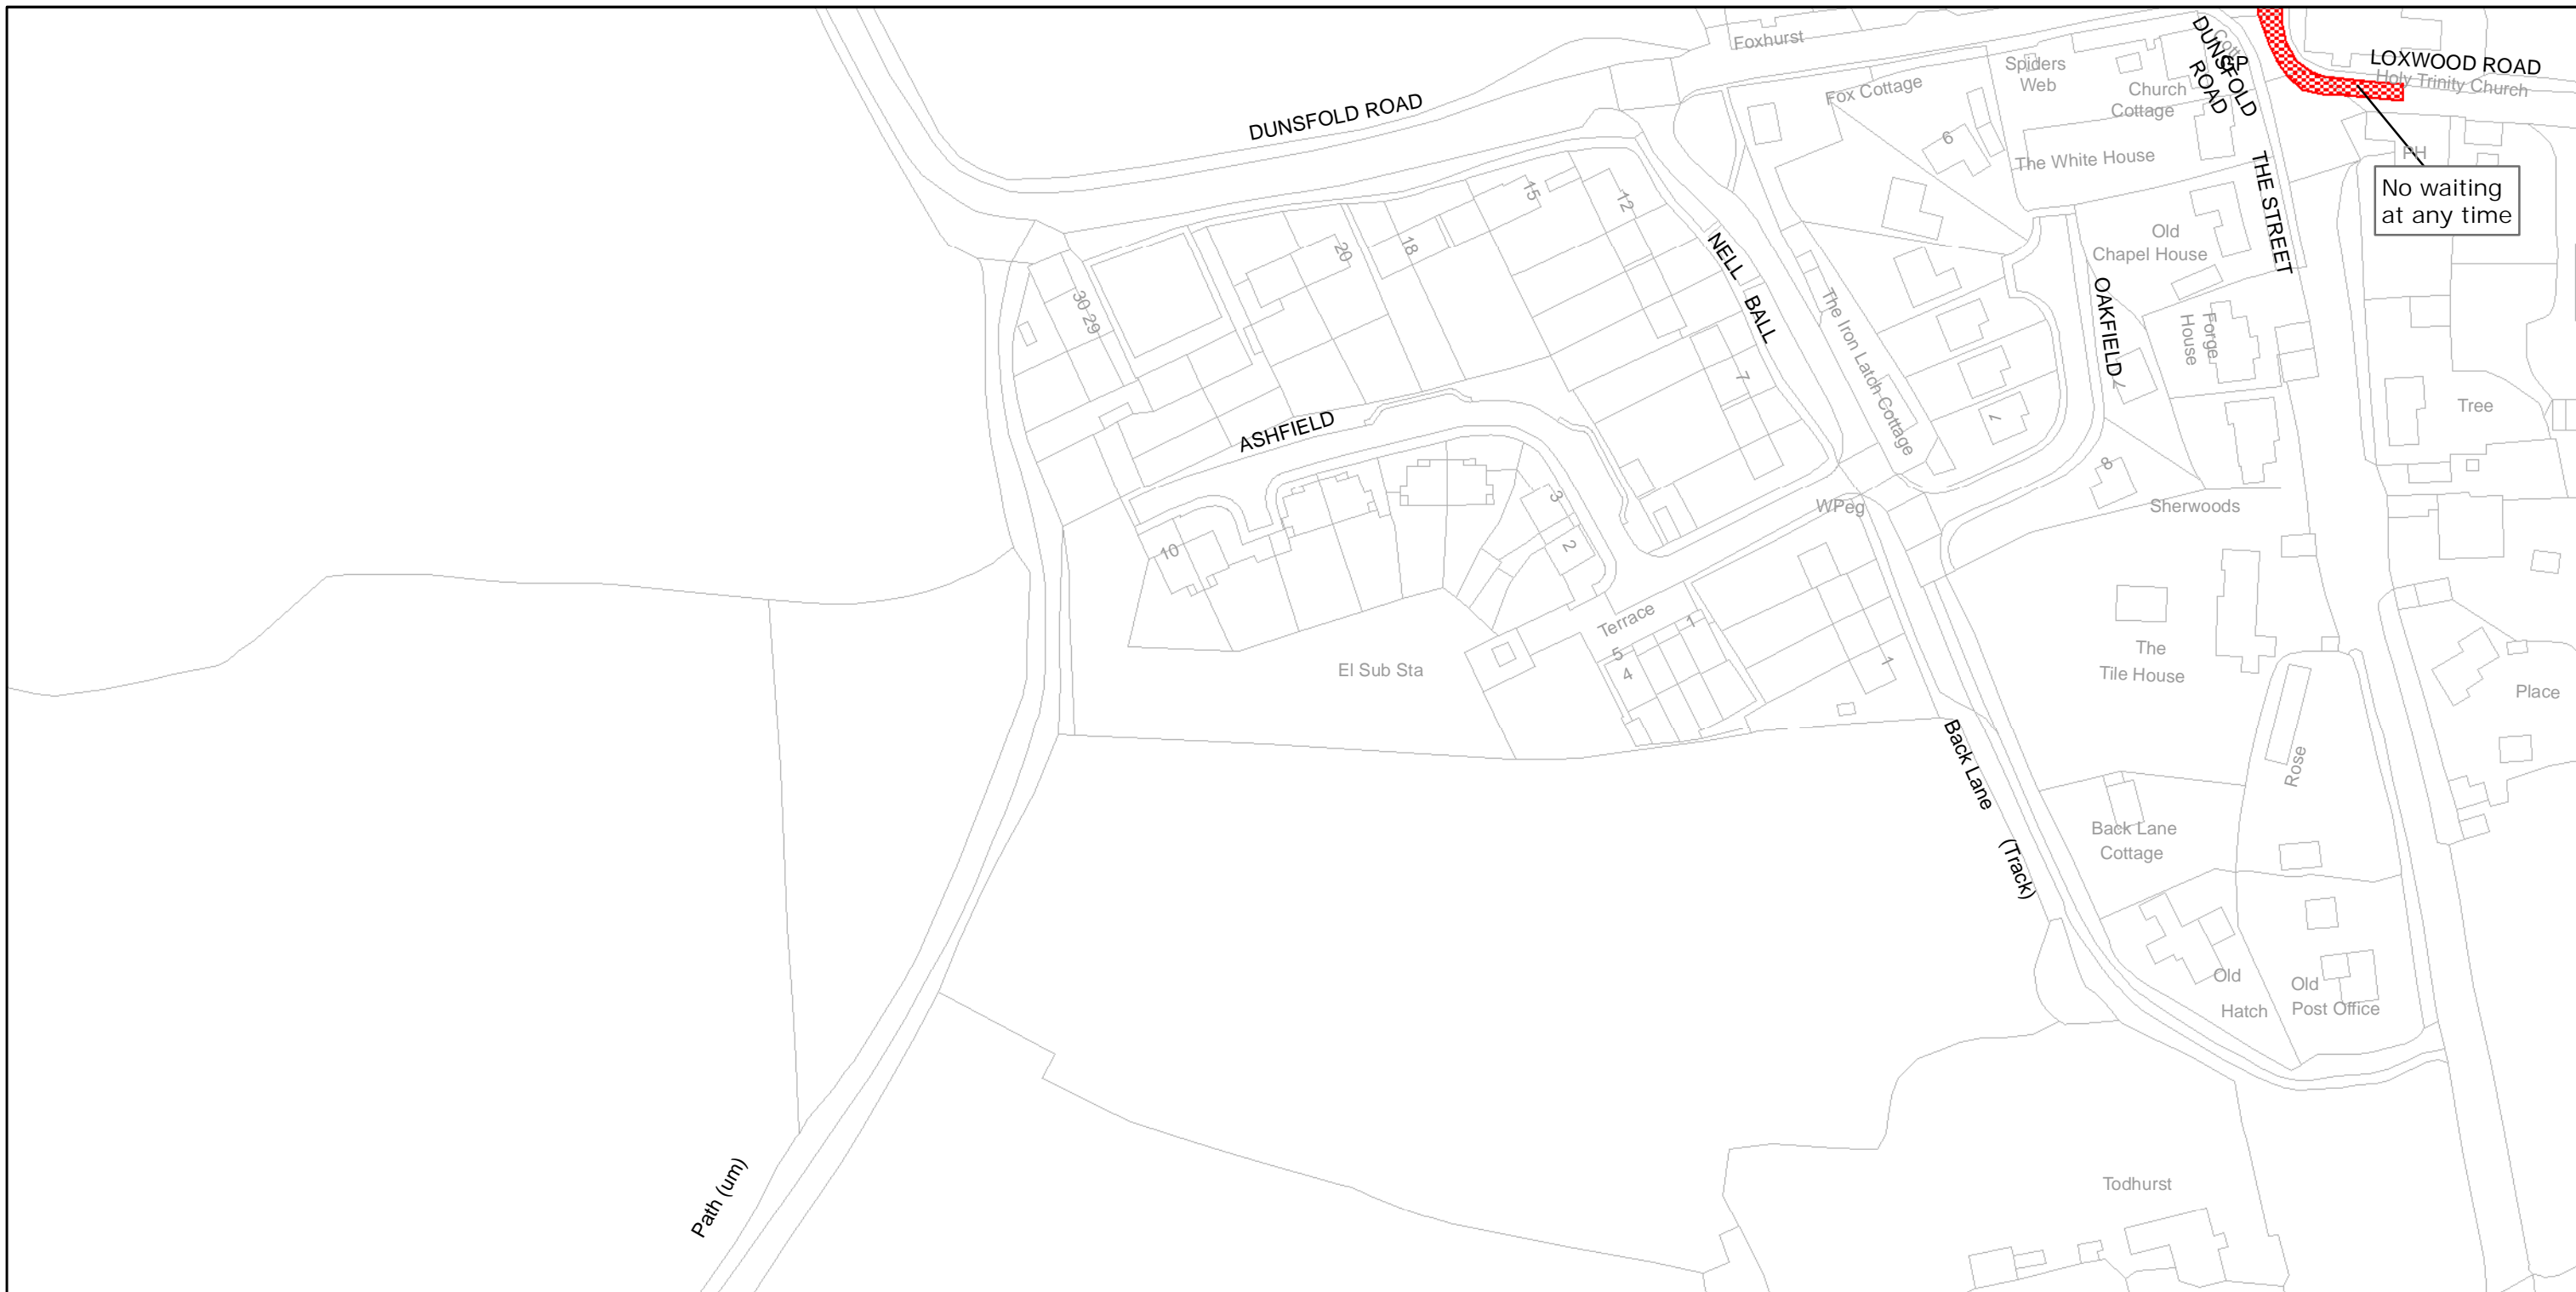 Foxhurst
DUNSFOLD ROAD
DUNSFOLD
ROAD
GP
LOXWOOD ROAD
Holy Trinity Church
Spiders
Web
Fox Cottage
Church
Cottage
The White House
6
PH
No waiting
at any time
THE STREET
Old
Chapel House
OAKFIELD
Forge
House
15
12
18
20
30
29
NELL BALL
The Iron Latch Cottage
7
7
7
8
Tree
ASHFIELD
WPeg
Sherwoods
3
2
10
Terrace
1
5
4
1
El Sub Sta
The
Tile House
Place
Rose
Back Lane (Track)
Back Lane
Cottage
Old
Hatch
Old
Post Office
Path (um)
Todhurst